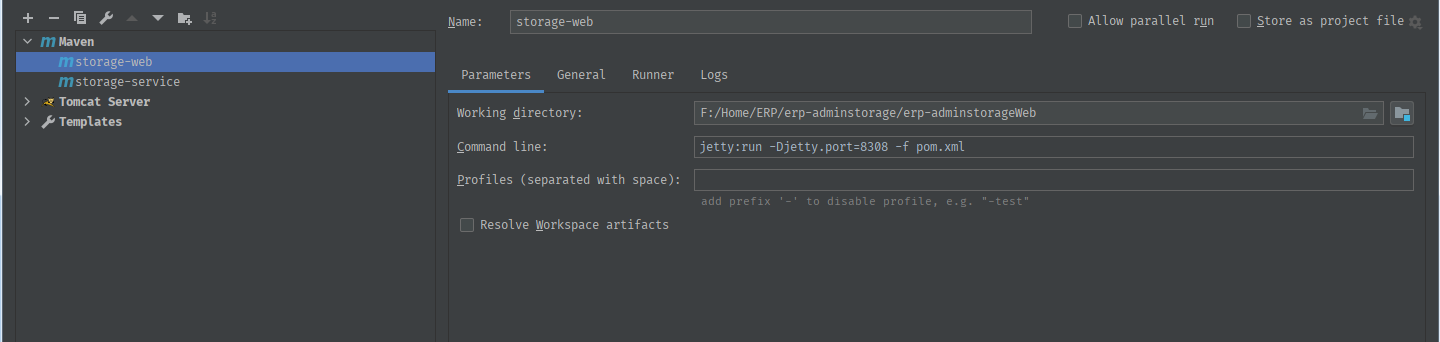 Name: storage-web Allow parallel run Store as project file
Maven
storage-web
storage-service
Tomcat Server
Templates
Parameters General Runner Logs
Working directory: F:/Home/ERP/erp-adminstorage/erp-adminstorageWeb
Command line: jetty:run -Djetty.port=8308 -f pom.xml
Profiles (separated with space):
add prefix '-' to disable profile, e.g. "-test"
Resolve Workspace artifacts